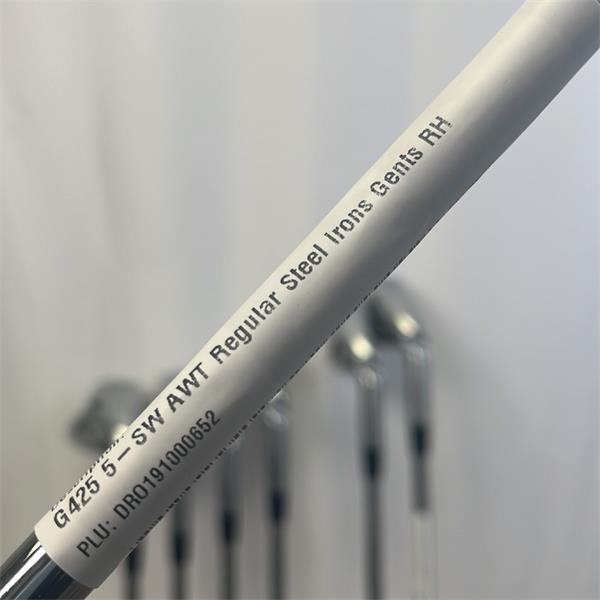 G425 5 – SW AWT Regular Steel Irons Gents RH
PLU: DRO191000652